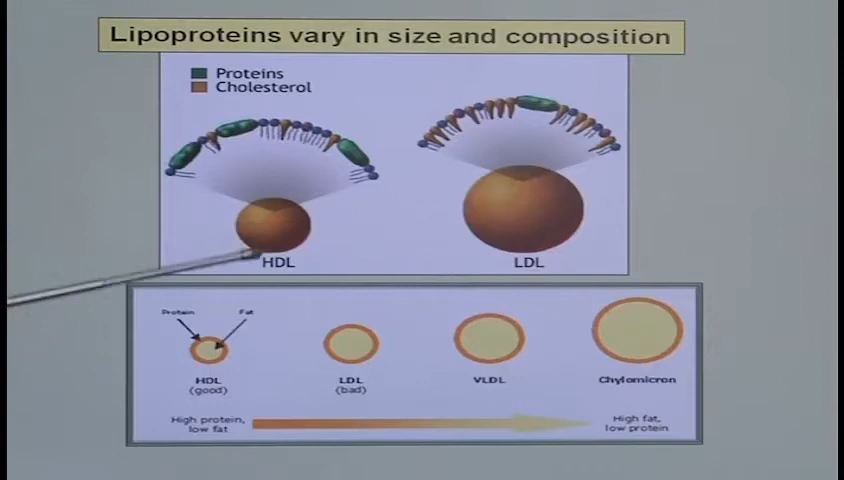 Lipoproteins vary in size and composition
Proteins
Cholesterol
HDL
LDL
Protein
Fat
HDL
(good)
LDL
(bad)
VLDL
Chylomicron
High protein,
low fat
High fat,
low protein